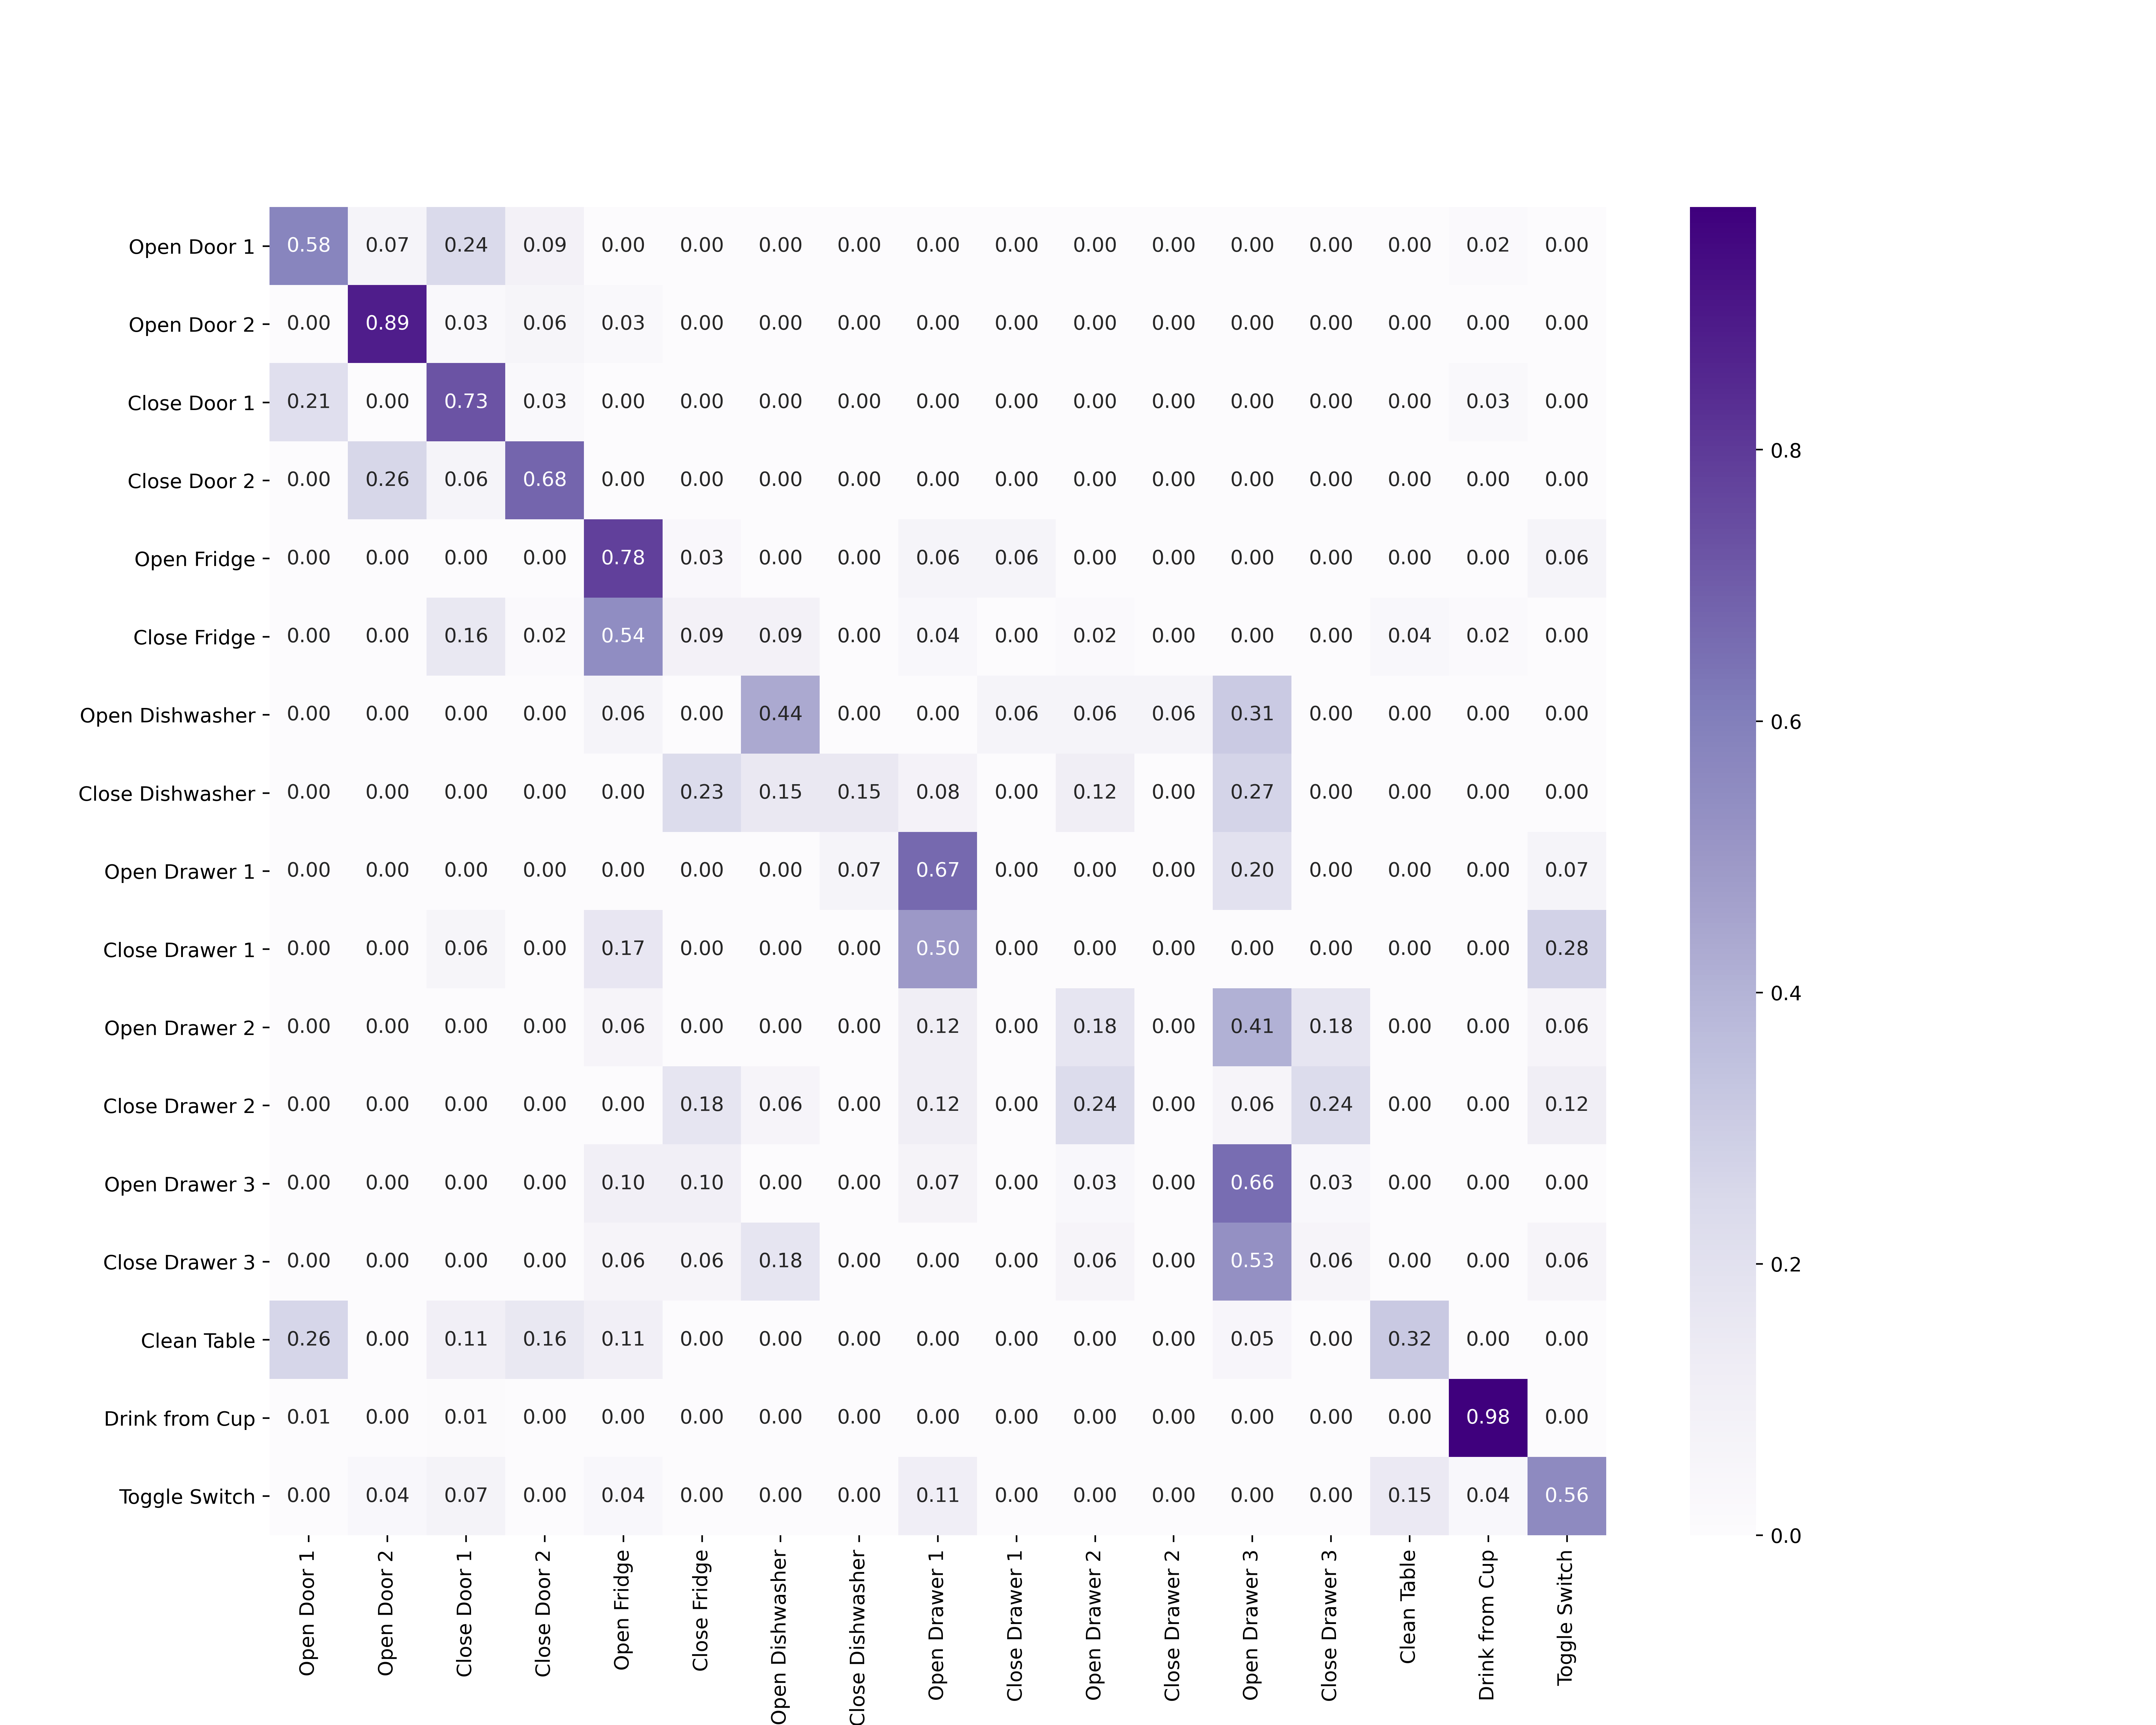 Open Door 1 0.58 0.07 0.24 0.09 0.00 0.00 0.00 0.00 0.00 0.00 0.00 0.00 0.00 0.00 0.00 0.02 0.00
Open Door 2 0.00 0.89 0.03 0.06 0.03 0.00 0.00 0.00 0.00 0.00 0.00 0.00 0.00 0.00 0.00 0.00 0.00
Close Door 1 0.21 0.00 0.73 0.03 0.00 0.00 0.00 0.00 0.00 0.00 0.00 0.00 0.00 0.00 0.00 0.03 0.00
Close Door 2 0.00 0.26 0.06 0.68 0.00 0.00 0.00 0.00 0.00 0.00 0.00 0.00 0.00 0.00 0.00 0.00 0.00
Open Fridge 0.00 0.00 0.00 0.00 0.78 0.03 0.00 0.00 0.06 0.06 0.00 0.00 0.00 0.00 0.00 0.00 0.06
Close Fridge 0.00 0.00 0.16 0.02 0.54 0.09 0.09 0.00 0.04 0.00 0.02 0.00 0.00 0.00 0.04 0.02 0.00
Open Dishwasher 0.00 0.00 0.00 0.00 0.06 0.00 0.44 0.00 0.00 0.06 0.06 0.06 0.31 0.00 0.00 0.00 0.00
Close Dishwasher 0.00 0.00 0.00 0.00 0.00 0.23 0.15 0.15 0.08 0.00 0.12 0.00 0.27 0.00 0.00 0.00 0.00
Open Drawer 1 0.00 0.00 0.00 0.00 0.00 0.00 0.00 0.07 0.67 0.00 0.00 0.00 0.20 0.00 0.00 0.00 0.07
Close Drawer 1 0.00 0.00 0.06 0.00 0.17 0.00 0.00 0.00 0.50 0.00 0.00 0.00 0.00 0.00 0.00 0.00 0.28
Open Drawer 2 0.00 0.00 0.00 0.00 0.06 0.00 0.00 0.00 0.12 0.00 0.18 0.00 0.41 0.18 0.00 0.00 0.06
Close Drawer 2 0.00 0.00 0.00 0.00 0.00 0.18 0.06 0.00 0.12 0.00 0.24 0.00 0.06 0.24 0.00 0.00 0.12
Open Drawer 3 0.00 0.00 0.00 0.00 0.10 0.10 0.00 0.00 0.07 0.00 0.03 0.00 0.66 0.03 0.00 0.00 0.00
Close Drawer 3 0.00 0.00 0.00 0.00 0.06 0.06 0.18 0.00 0.00 0.00 0.06 0.00 0.53 0.06 0.00 0.00 0.06
Clean Table 0.26 0.00 0.11 0.16 0.11 0.00 0.00 0.00 0.00 0.00 0.00 0.00 0.05 0.00 0.32 0.00 0.00
Drink from Cup 0.01 0.00 0.01 0.00 0.00 0.00 0.00 0.00 0.00 0.00 0.00 0.00 0.00 0.00 0.00 0.98 0.00
Toggle Switch 0.00 0.04 0.07 0.00 0.04 0.00 0.00 0.00 0.11 0.00 0.00 0.00 0.00 0.00 0.15 0.04 0.56
Open Door 1
Open Door 2
Close Door 1
Close Door 2
Open Fridge
Close Fridge
Open Dishwasher
Close Dishwasher
Open Drawer 1
Close Drawer 1
Open Drawer 2
Close Drawer 2
Open Drawer 3
Close Drawer 3
Clean Table
Drink from Cup
Toggle Switch
0.8
0.6
0.4
0.2
0.0